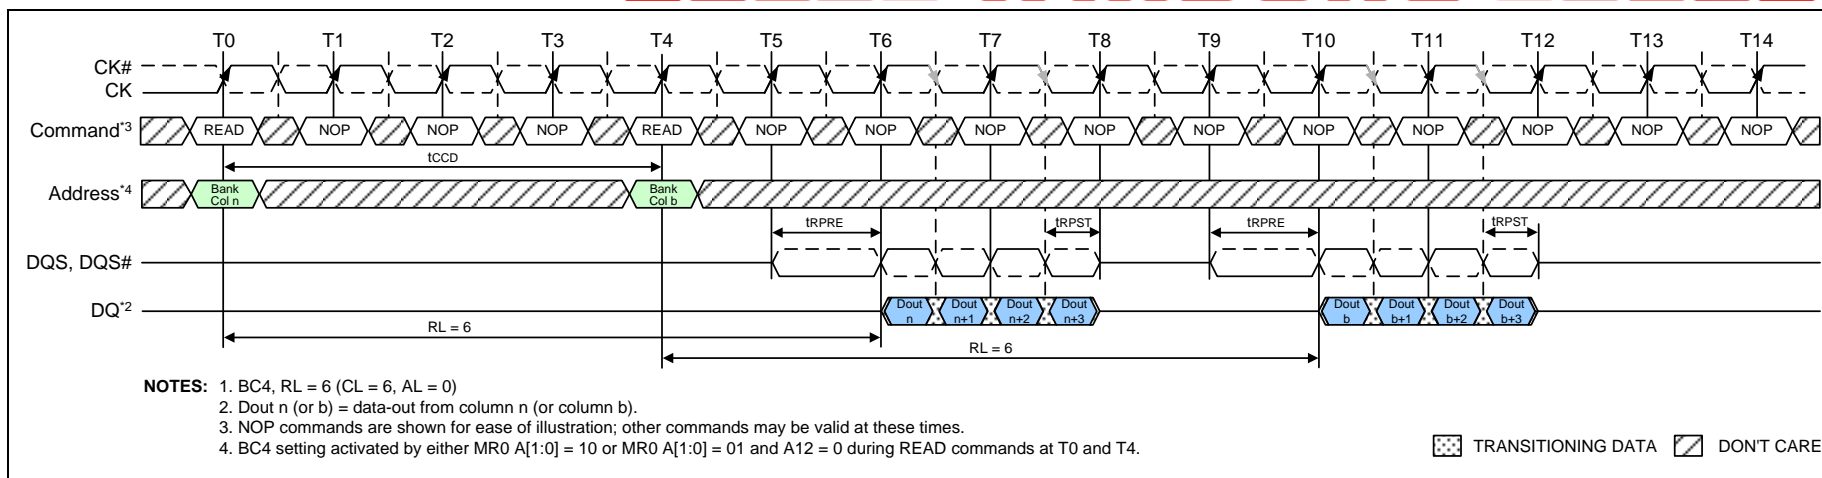 T0 T1 T2 T3 T4 T5 T6 T7 T8 T9 T10 T11 T12 T13 T14
CK#
CK
Command*3 READ NOP NOP NOP READ NOP NOP NOP NOP NOP NOP NOP NOP NOP NOP
tCCD
Address*4 Bank Col n Bank Col b
tRPRE tRPST tRPRE tRPST
DQS, DQS#
DQ*2 Dout n Dout n+1 Dout n+2 Dout n+3 Dout b Dout b+1 Dout b+2 Dout b+3
RL = 6
RL = 6
NOTES: 1. BC4, RL = 6 (CL = 6, AL = 0)
2. Dout n (or b) = data-out from column n (or column b).
3. NOP commands are shown for ease of illustration; other commands may be valid at these times.
4. BC4 setting activated by either MR0 A[1:0] = 10 or MR0 A[1:0] = 01 and A12 = 0 during READ commands at T0 and T4.
TRANSITIONING DATA DON'T CARE